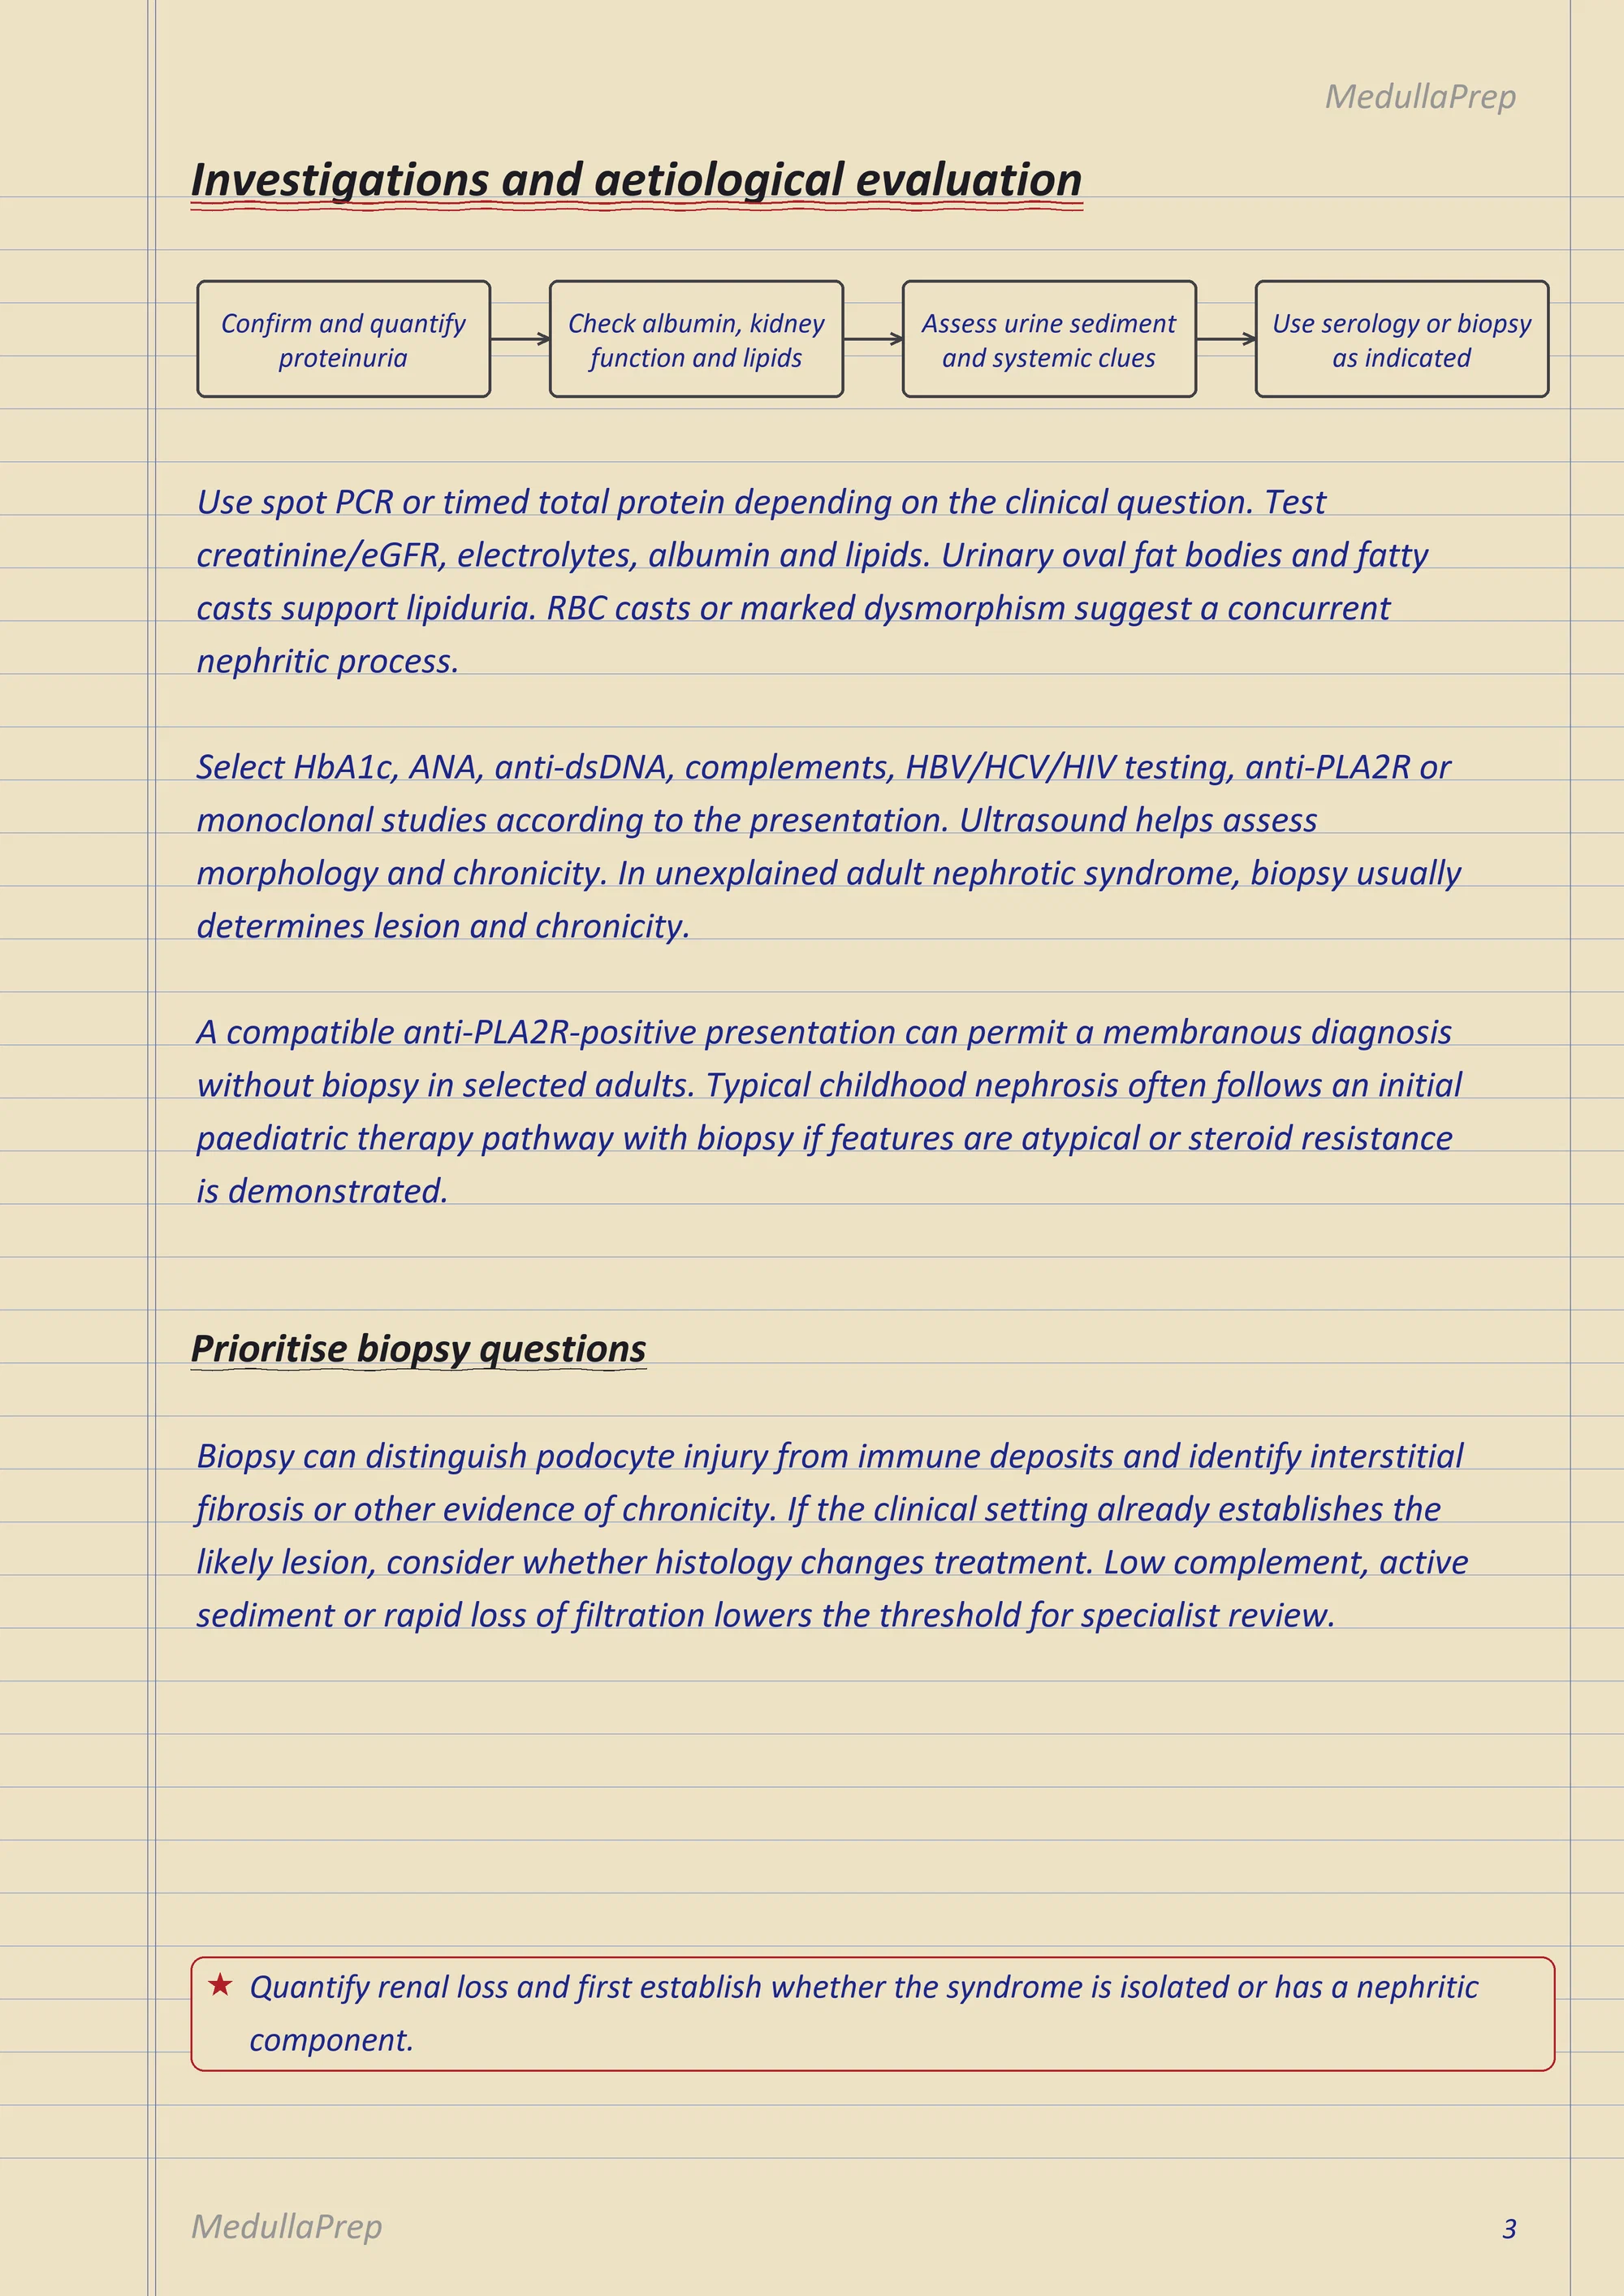 MedullaPrep
Investigations and aetiological evaluation
Confirm and quantify
proteinuria
Check albumin, kidney
function and lipids
Assess urine sediment
and systemic clues
Use serology or biopsy
as indicated
Use spot PCR or timed total protein depending on the clinical question. Test
creatinine/eGFR, electrolytes, albumin and lipids. Urinary oval fat bodies and fatty
casts support lipiduria. RBC casts or marked dysmorphism suggest a concurrent
nephritic process.
Select HbA1c, ANA, anti-dsDNA, complements, HBV/HCV/HIV testing, anti-PLA2R or
monoclonal studies according to the presentation. Ultrasound helps assess
morphology and chronicity. In unexplained adult nephrotic syndrome, biopsy usually
determines lesion and chronicity.
A compatible anti-PLA2R-positive presentation can permit a membranous diagnosis
without biopsy in selected adults. Typical childhood nephrosis often follows an initial
paediatric therapy pathway with biopsy if features are atypical or steroid resistance
is demonstrated.
Prioritise biopsy questions
Biopsy can distinguish podocyte injury from immune deposits and identify interstitial
fibrosis or other evidence of chronicity. If the clinical setting already establishes the
likely lesion, consider whether histology changes treatment. Low complement, active
sediment or rapid loss of filtration lowers the threshold for specialist review.
★ Quantify renal loss and first establish whether the syndrome is isolated or has a nephritic
component.
MedullaPrep
3